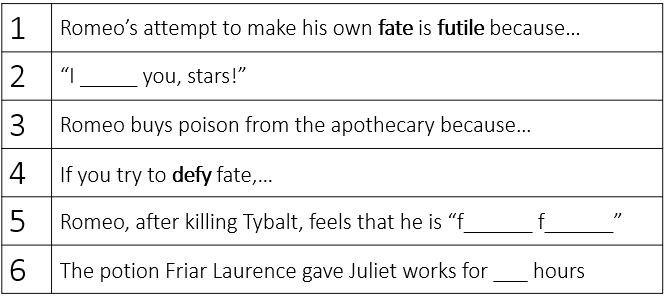 1 Romeo’s attempt to make his own fate is futile because…
2 “I _____ you, stars!”
3 Romeo buys poison from the apothecary because…
4 If you try to defy fate,…
5 Romeo, after killing Tybalt, feels that he is “f______ f______”
6 The potion Friar Laurence gave Juliet works for ___ hours